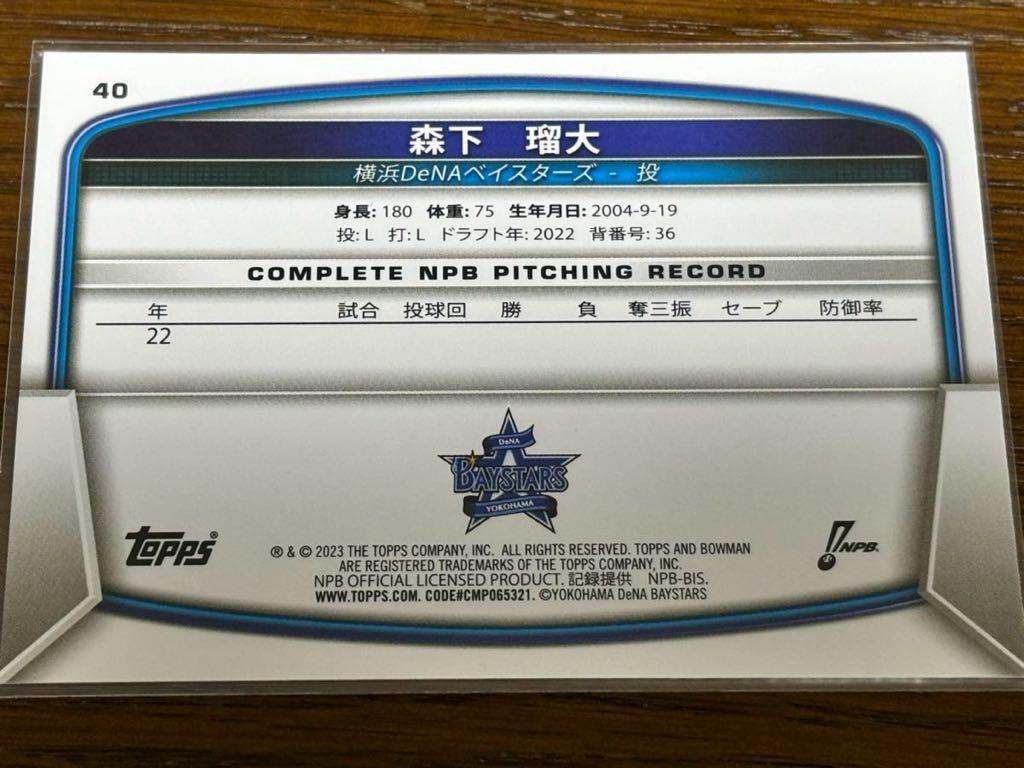 40
森下 瑠大
横浜DeNAベイスターズ - 投
身長: 180 体重: 75 生年月日: 2004-9-19
投: L 打: L ドラフト年: 2022 背番号: 36
COMPLETE NPB PITCHING RECORD
年 試合 投球回 勝 負 奪三振 セーブ 防御率
22
DeNA
BAYSTARS
YOKOHAMA
topps®
NPB.
® & © 2023 THE TOPPS COMPANY, INC. ALL RIGHTS RESERVED. TOPPS AND BOWMAN
ARE REGISTERED TRADEMARKS OF THE TOPPS COMPANY, INC.
NPB OFFICIAL LICENSED PRODUCT. 記録提供 NPB-BIS.
WWW.TOPPS.COM. CODE#CMP065321. ©YOKOHAMA DeNA BAYSTARS